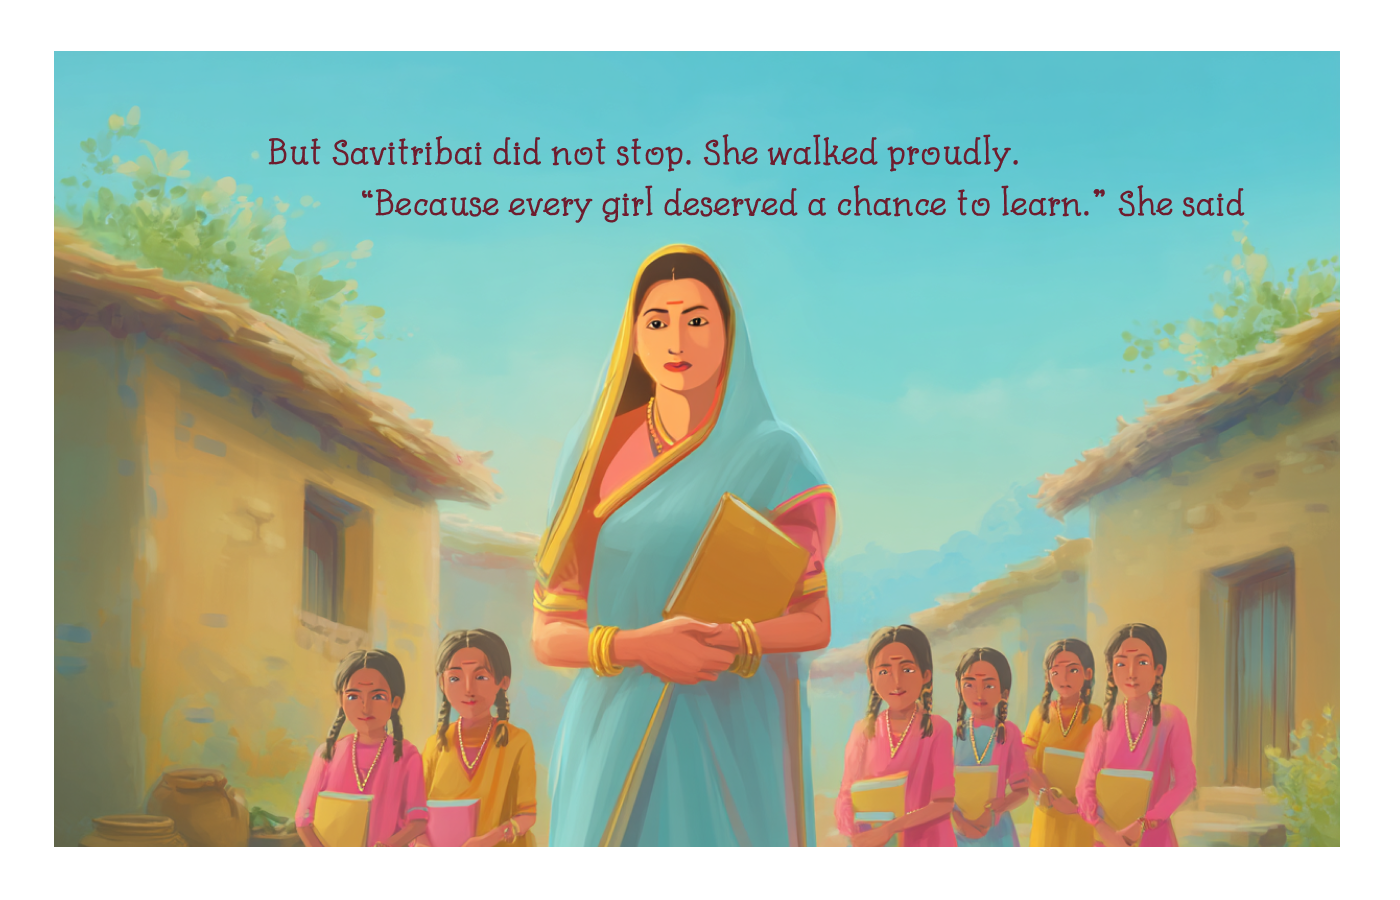 But Savitribai did not stop. She walked proudly.
“Because every girl deserved a chance to learn.” She said